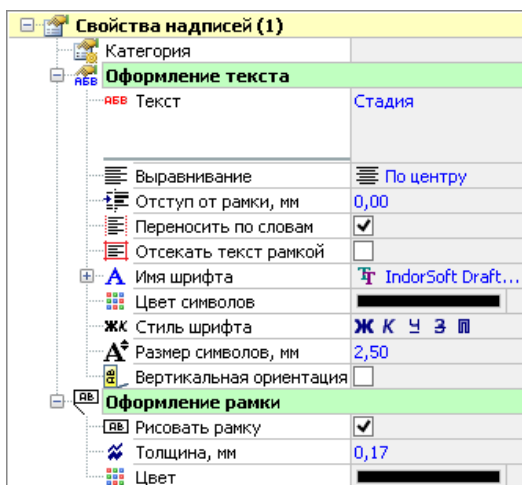 Свойства надписей (1)
Категория
АБВ Оформление текста
АБВ Текст Стадия
Выравнивание По центру
Отступ от рамки, мм 0,00
Переносить по словам
Отсекать текст рамкой
А Имя шрифта IndorSoft Draft...
Цвет символов
ЖК Стиль шрифта Ж К Ч З П
А Размер символов, мм 2,50
Вертикальная ориентация
АВ Оформление рамки
АВ Рисовать рамку
Толщина, мм 0,17
Цвет